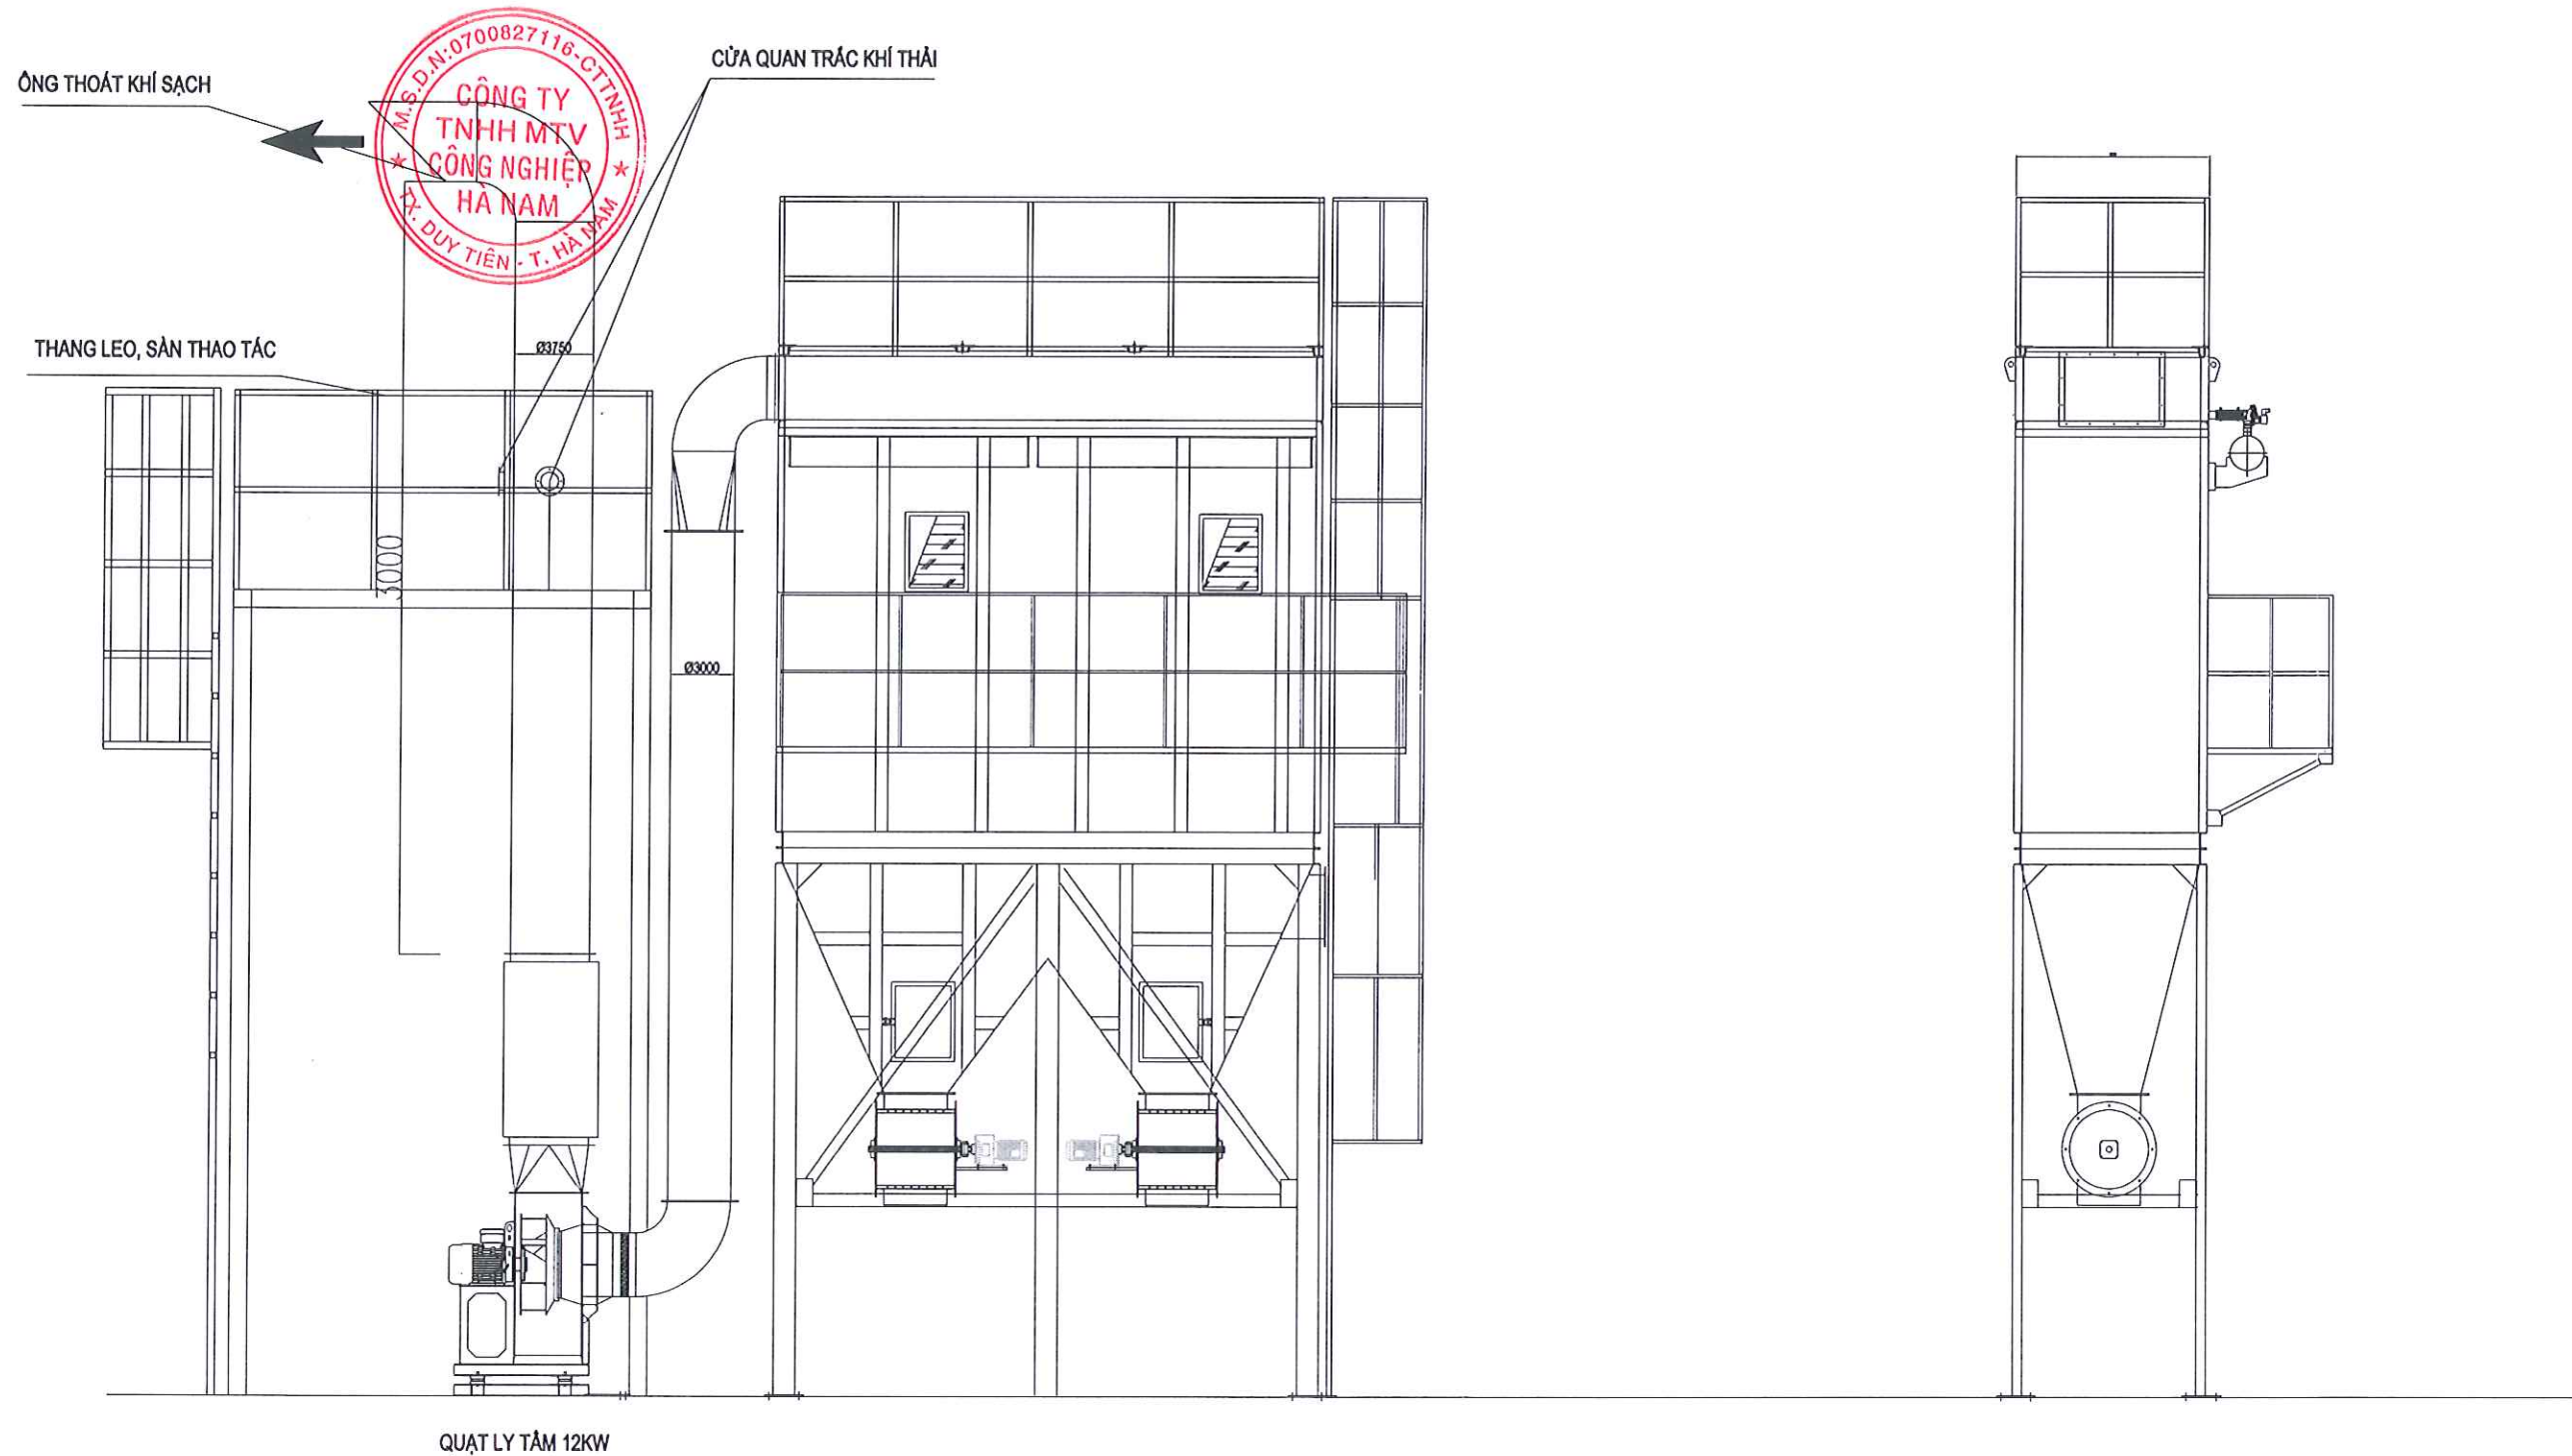 ÔNG THOÁT KHÍ SẠCH
M.S.D.N:0700827116-CTTNHH
CÔNG TY
TNHH MTV
CÔNG NGHIỆP
HÀ NAM
TX. DUY TIÊN - T. HÀ NAM
CỬA QUAN TRẮC KHÍ THẢI
THANG LEO, SÀN THAO TÁC
Ø3750
3000
Ø3000
QUẠT LY TÂM 12KW